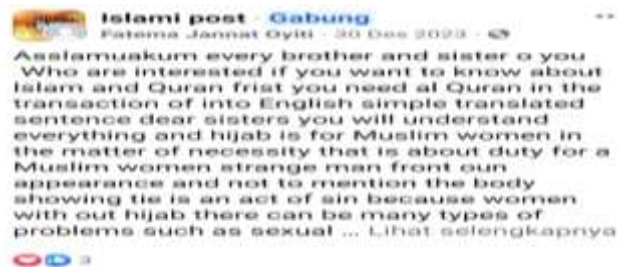 Islami post · Gabung
Fatema Jannat Oyiti · 30 Des 2023 ·
Asslamuakum every brother and sister o you
Who are interested if you want to know about
Islam and Quran frist you need al Quran in the
transaction of into English simple translated
sentence dear sisters you will understand
everything and hijab is for Muslim women in
the matter of necessity that is about duty for a
Muslim women strange man front oun
appearance and not to mention the body
showing tie is an act of sin because women
with out hijab there can be many types of
problems such as sexual ... Lihat selengkapnya
3